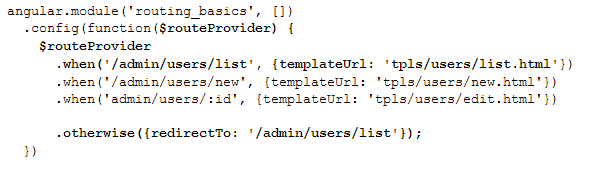 angular.module('routing_basics', [])
  .config(function($routeProvider) {
    $routeProvider
      .when('/admin/users/list', {templateUrl: 'tpls/users/list.html'})
      .when('/admin/users/new', {templateUrl: 'tpls/users/new.html'})
      .when('admin/users/:id', {templateUrl: 'tpls/users/edit.html'})

      .otherwise({redirectTo: '/admin/users/list'});
  })